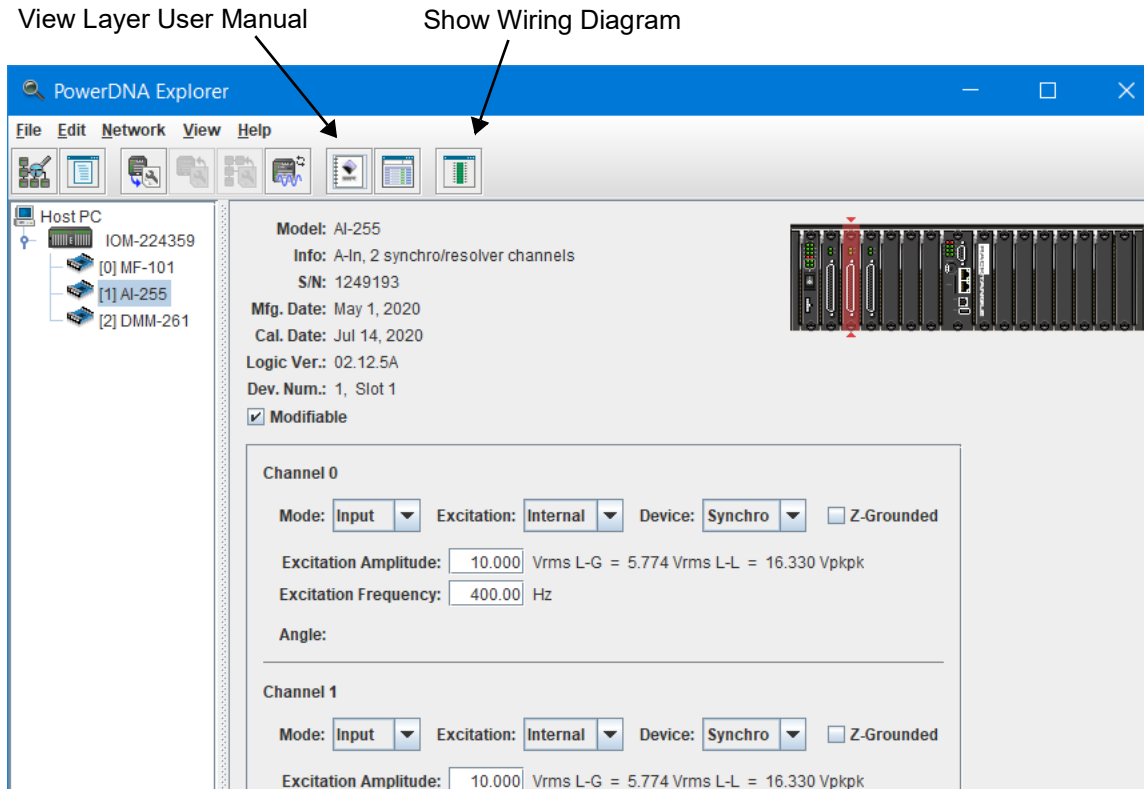 View Layer User Manual Show Wiring Diagram
PowerDNA Explorer
File Edit Network View Help
Host PC
IOM-224359
[0] MF-101
[1] AI-255
[2] DMM-261
Model: AI-255
Info: A-In, 2 synchro/resolver channels
S/N: 1249193
Mfg. Date: May 1, 2020
Cal. Date: Jul 14, 2020
Logic Ver.: 02.12.5A
Dev. Num.: 1, Slot 1
Modifiable
Channel 0
Mode: Input Excitation: Internal Device: Synchro Z-Grounded
Excitation Amplitude: 10.000 Vrms L-G = 5.774 Vrms L-L = 16.330 Vpkpk
Excitation Frequency: 400.00 Hz
Angle:
Channel 1
Mode: Input Excitation: Internal Device: Synchro Z-Grounded
Excitation Amplitude: 10.000 Vrms L-G = 5.774 Vrms L-L = 16.330 Vpkpk